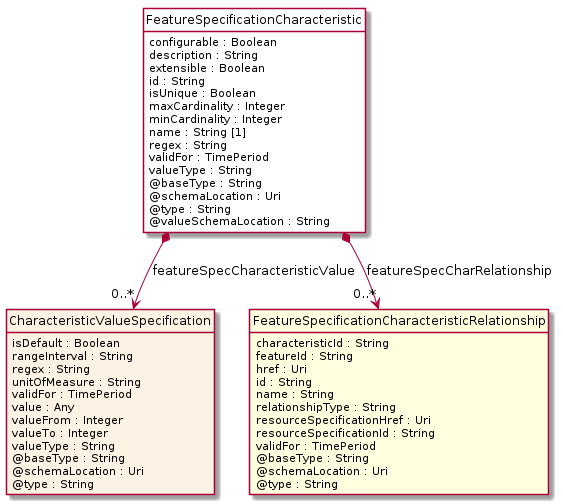 FeatureSpecificationCharacteristic
configurable : Boolean
description : String
extensible : Boolean
id : String
isUnique : Boolean
maxCardinality : Integer
minCardinality : Integer
name : String [1]
regex : String
validFor : TimePeriod
valueType : String
@baseType : String
@schemaLocation : Uri
@type : String
@valueSchemaLocation : String
featureSpecCharacteristicValue
featureSpecCharRelationship
0..*
0..*
CharacteristicValueSpecification
isDefault : Boolean
rangeInterval : String
regex : String
unitOfMeasure : String
validFor : TimePeriod
value : Any
valueFrom : Integer
valueTo : Integer
valueType : String
@baseType : String
@schemaLocation : Uri
@type : String
FeatureSpecificationCharacteristicRelationship
characteristicId : String
featureId : String
href : Uri
id : String
name : String
relationshipType : String
resourceSpecificationHref : Uri
resourceSpecificationId : String
validFor : TimePeriod
@baseType : String
@schemaLocation : Uri
@type : String